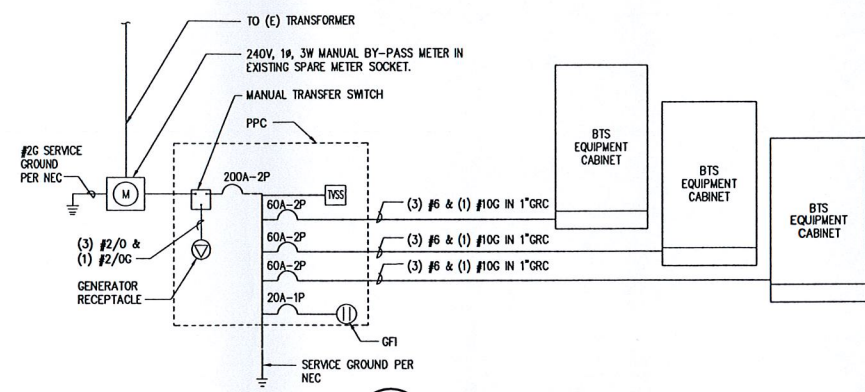 TO (E) TRANSFORMER
240V, 1ø, 3W MANUAL BY-PASS METER IN
EXISTING SPARE METER SOCKET.
MANUAL TRANSFER SWITCH
PPC
#2G SERVICE
GROUND
PER NEC
M
200A-2P
TVSS
60A-2P
(3) #6 & (1) #10G IN 1"GRC
60A-2P
(3) #6 & (1) #10G IN 1"GRC
60A-2P
(3) #6 & (1) #10G IN 1"GRC
20A-1P
GFI
(3) #2/0 &
(1) #2/0G
GENERATOR
RECEPTACLE
SERVICE GROUND PER
NEC
BTS
EQUIPMENT
CABINET
BTS
EQUIPMENT
CABINET
BTS
EQUIPMENT
CABINET